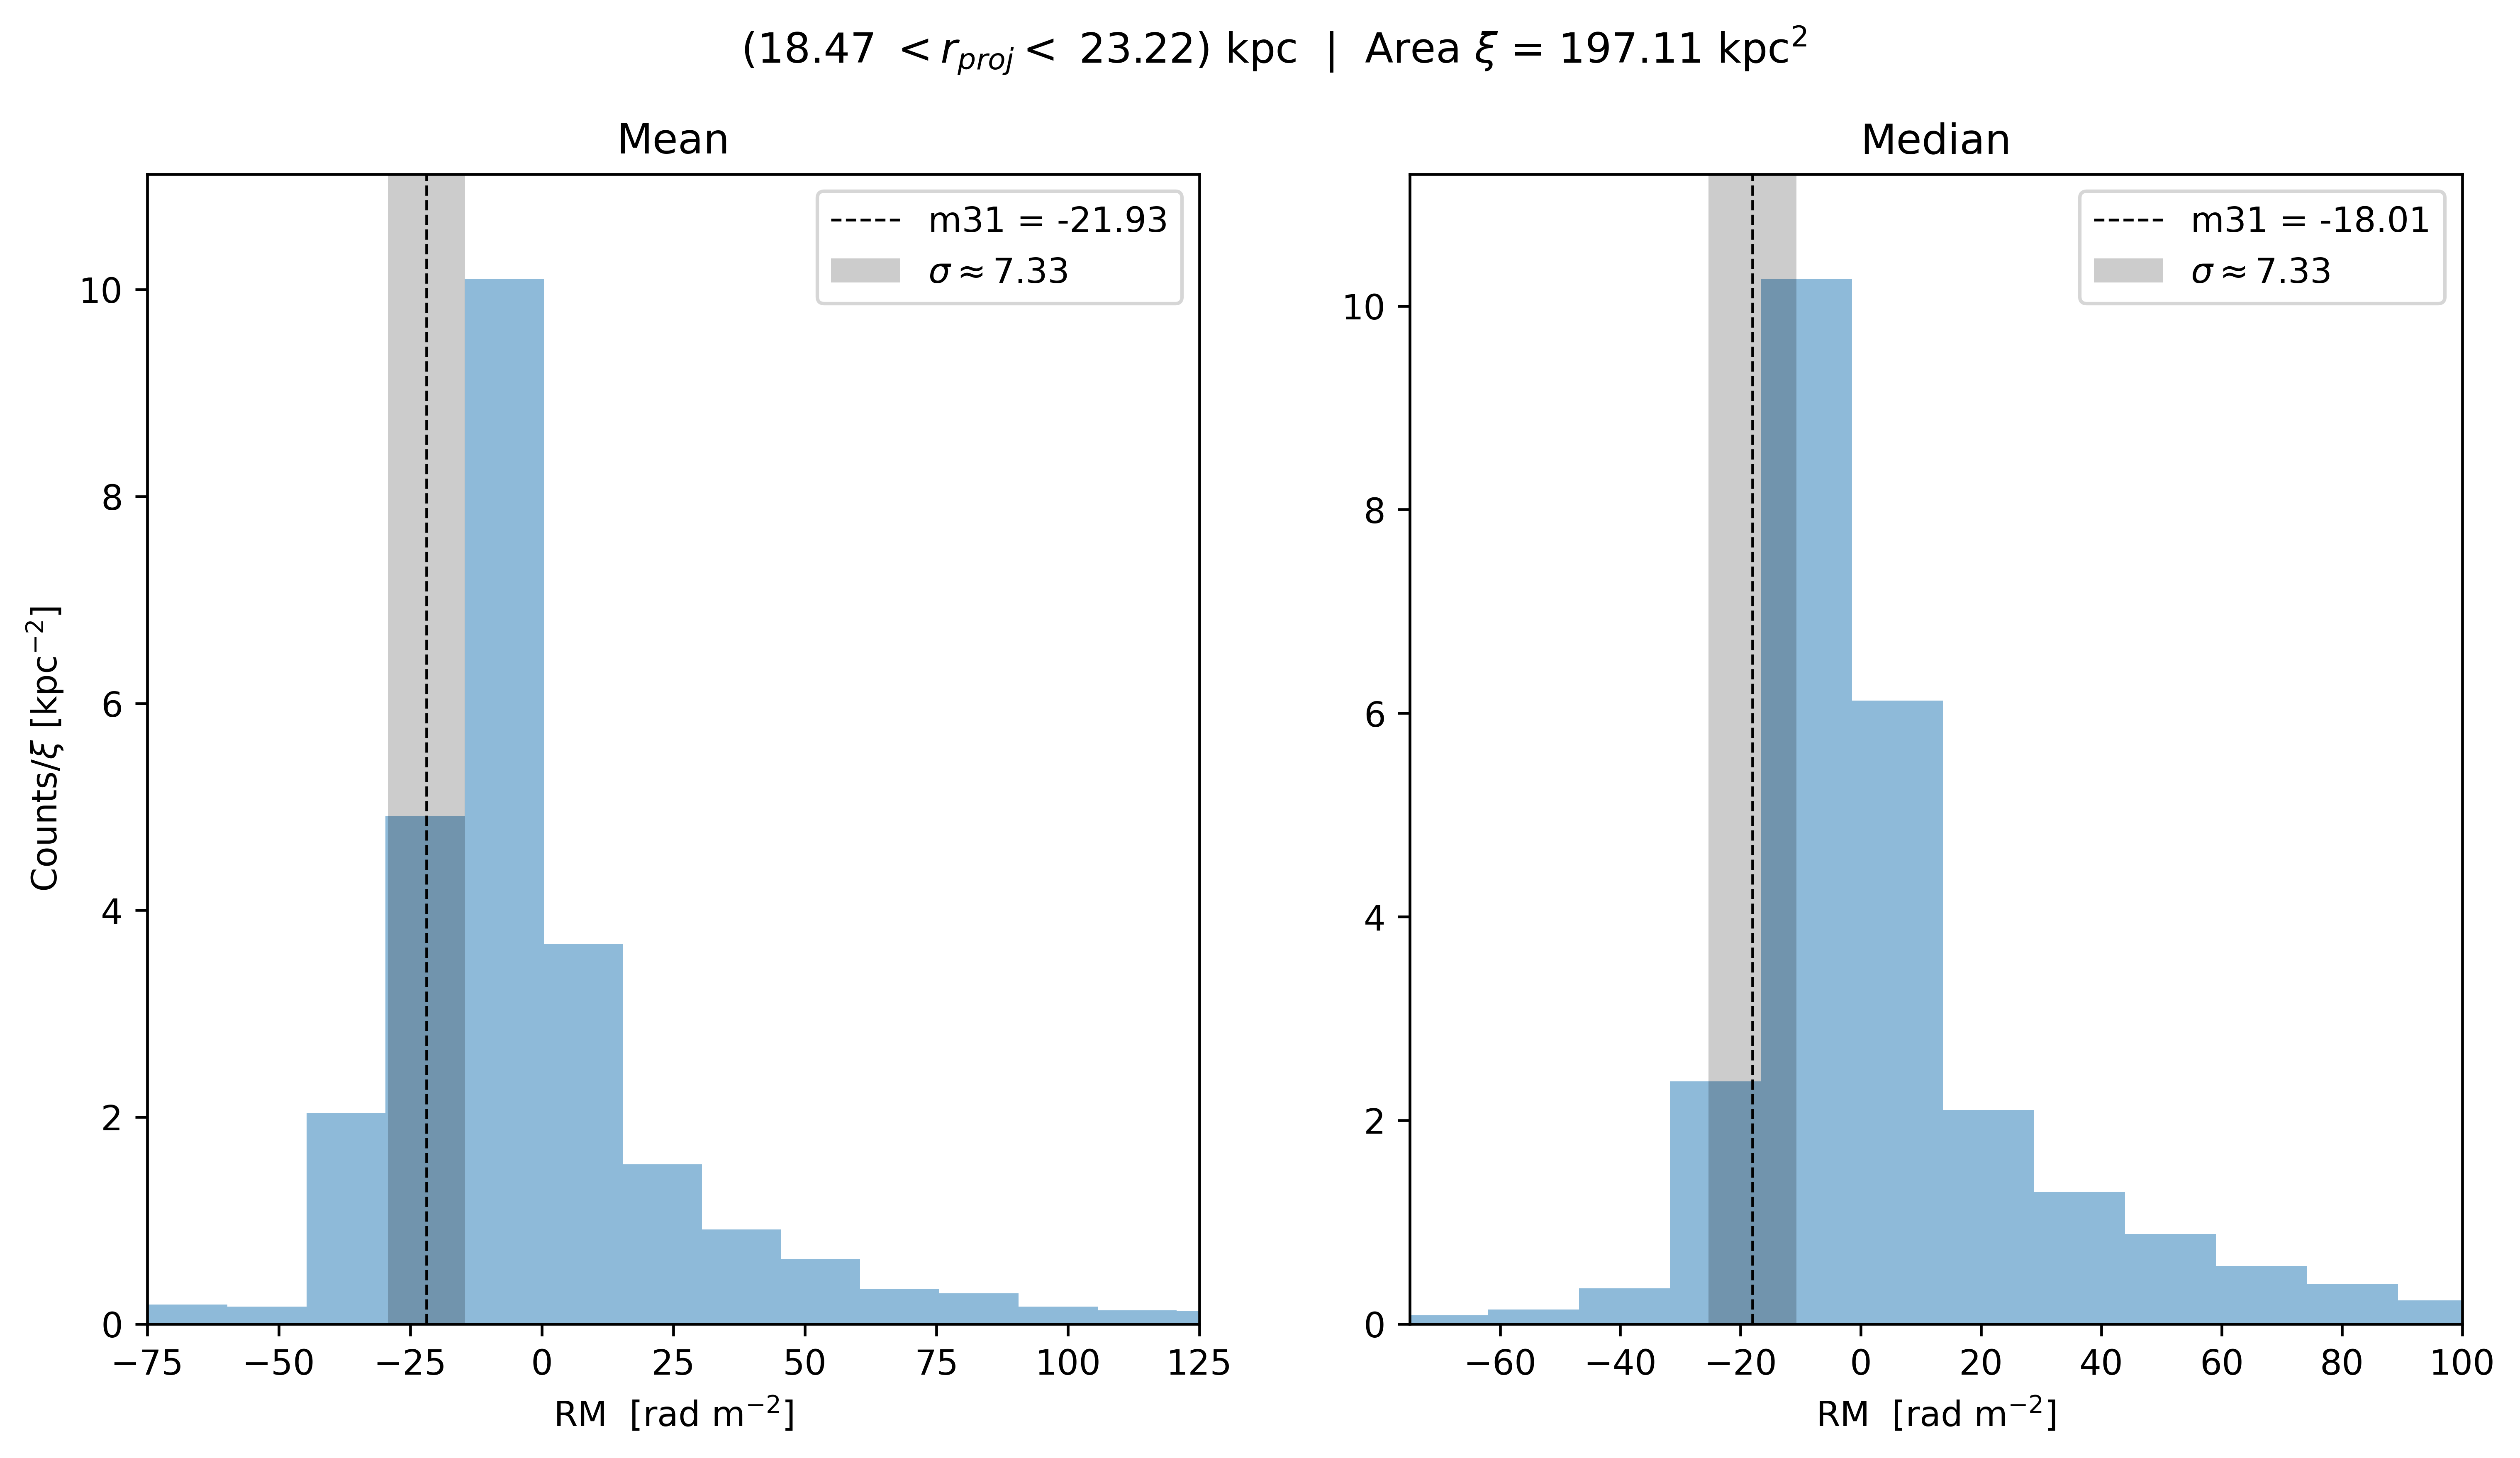 (18.47 < r_proj < 23.22) kpc | Area ξ = 197.11 kpc²
Mean
m31 = -21.93
σ ≈ 7.33
10
8
6
4
2
0
Counts/ξ [kpc⁻²]
−75 −50 −25 0 25 50 75 100 125
RM [rad m⁻²]
Median
m31 = -18.01
σ ≈ 7.33
10
8
6
4
2
0
−60 −40 −20 0 20 40 60 80 100
RM [rad m⁻²]